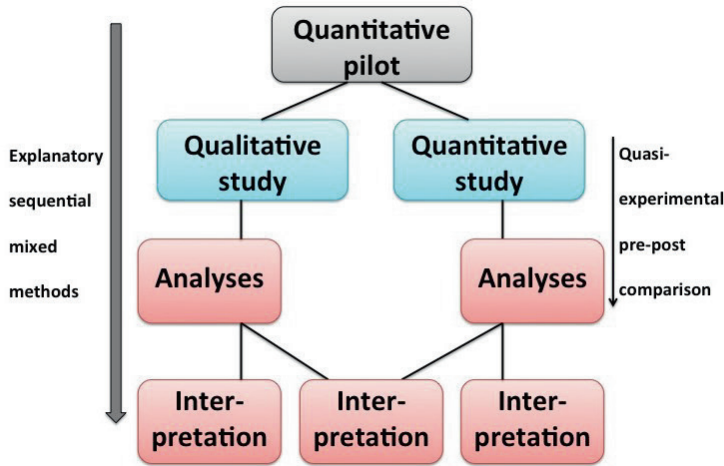 Quantitative
pilot
Explanatory
sequential
mixed
methods
Qualitative
study
Quantitative
study
Quasi-
experimental
pre-post
comparison
Analyses
Analyses
Inter-
pretation
Inter-
pretation
Inter-
pretation